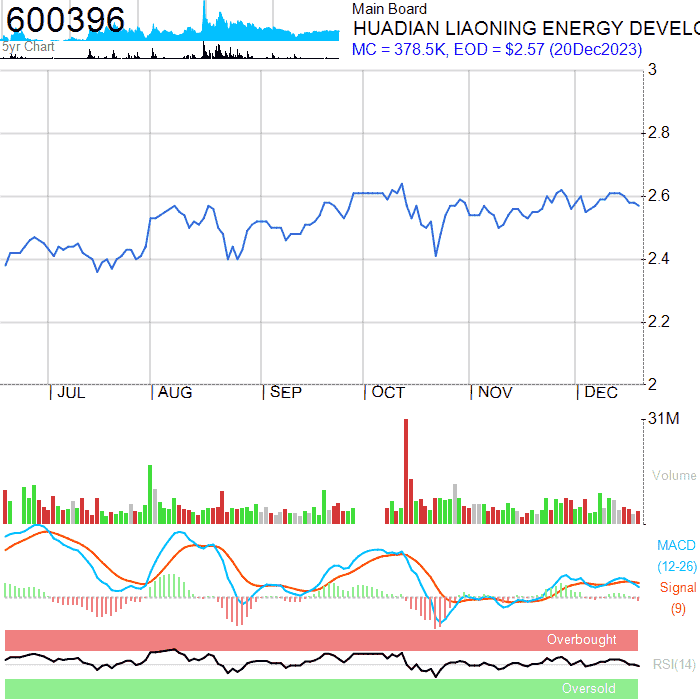 600396
5yr Chart
Main Board
HUADIAN LIAONING ENERGY DEVELO
MC = 378.5K, EOD = $2.57 (20Dec2023)
3
2.8
2.6
2.4
2.2
2
JUL
AUG
SEP
OCT
NOV
DEC
31M
Volume
MACD
(12-26)
Signal
(9)
Overbought
RSI(14)
Oversold